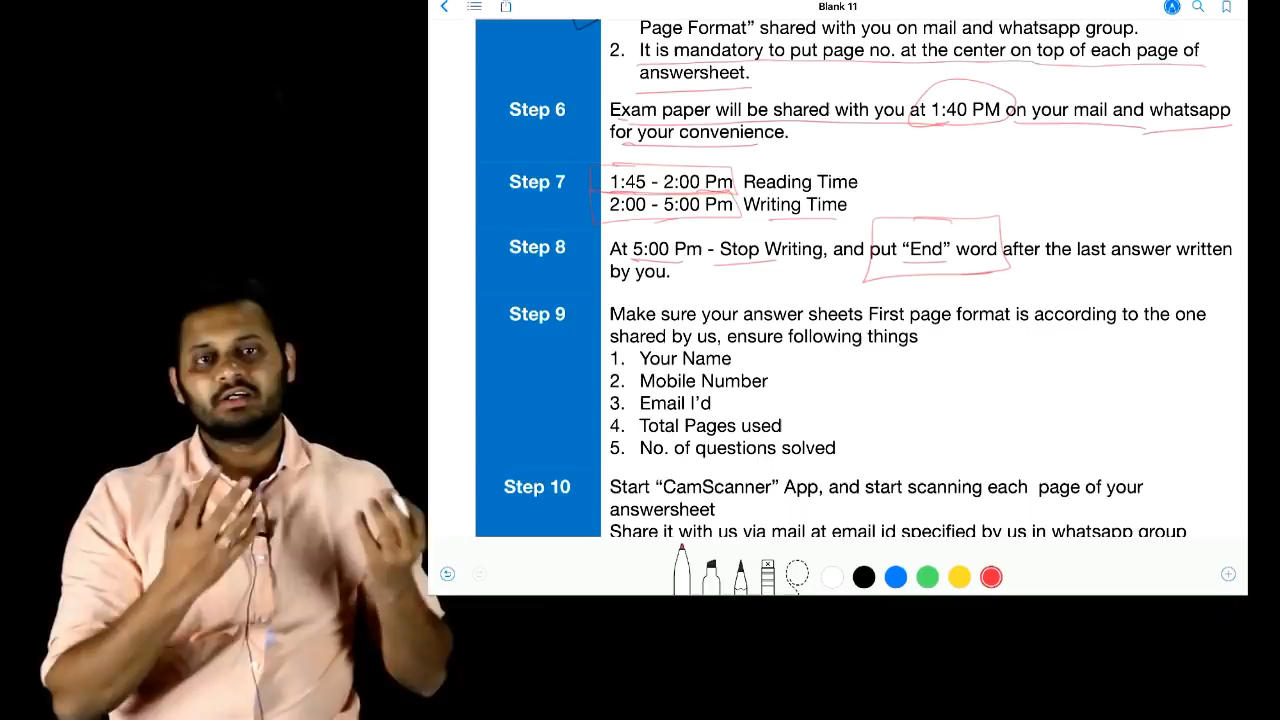 Blank 11
Page Format” shared with you on mail and whatsapp group.
2. It is mandatory to put page no. at the center on top of each page of
answersheet.
Step 6
Exam paper will be shared with you at 1:40 PM on your mail and whatsapp
for your convenience.
Step 7
1:45 - 2:00 Pm Reading Time
2:00 - 5:00 Pm Writing Time
Step 8
At 5:00 Pm - Stop Writing, and put “End” word after the last answer written
by you.
Step 9
Make sure your answer sheets First page format is according to the one
shared by us, ensure following things
1. Your Name
2. Mobile Number
3. Email I’d
4. Total Pages used
5. No. of questions solved
Step 10
Start “CamScanner” App, and start scanning each page of your
answersheet
Share it with us via mail at email id specified by us in whatsapp group